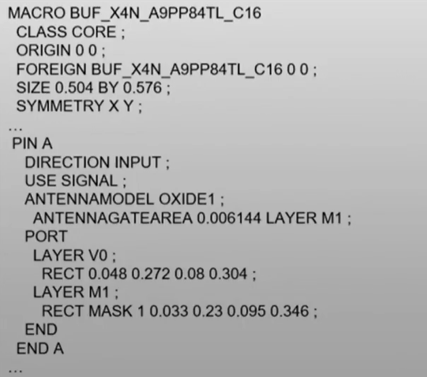 MACRO BUF_X4N_A9PP84TL_C16
CLASS CORE ;
ORIGIN 0 0 ;
FOREIGN BUF_X4N_A9PP84TL_C16 0 0 ;
SIZE 0.504 BY 0.576 ;
SYMMETRY X Y ;
...
PIN A
DIRECTION INPUT ;
USE SIGNAL ;
ANTENNAMODEL OXIDE1 ;
ANTENNAGATEAREA 0.006144 LAYER M1 ;
PORT
LAYER V0 ;
RECT 0.048 0.272 0.08 0.304 ;
LAYER M1 ;
RECT MASK 1 0.033 0.23 0.095 0.346 ;
END
END A
...